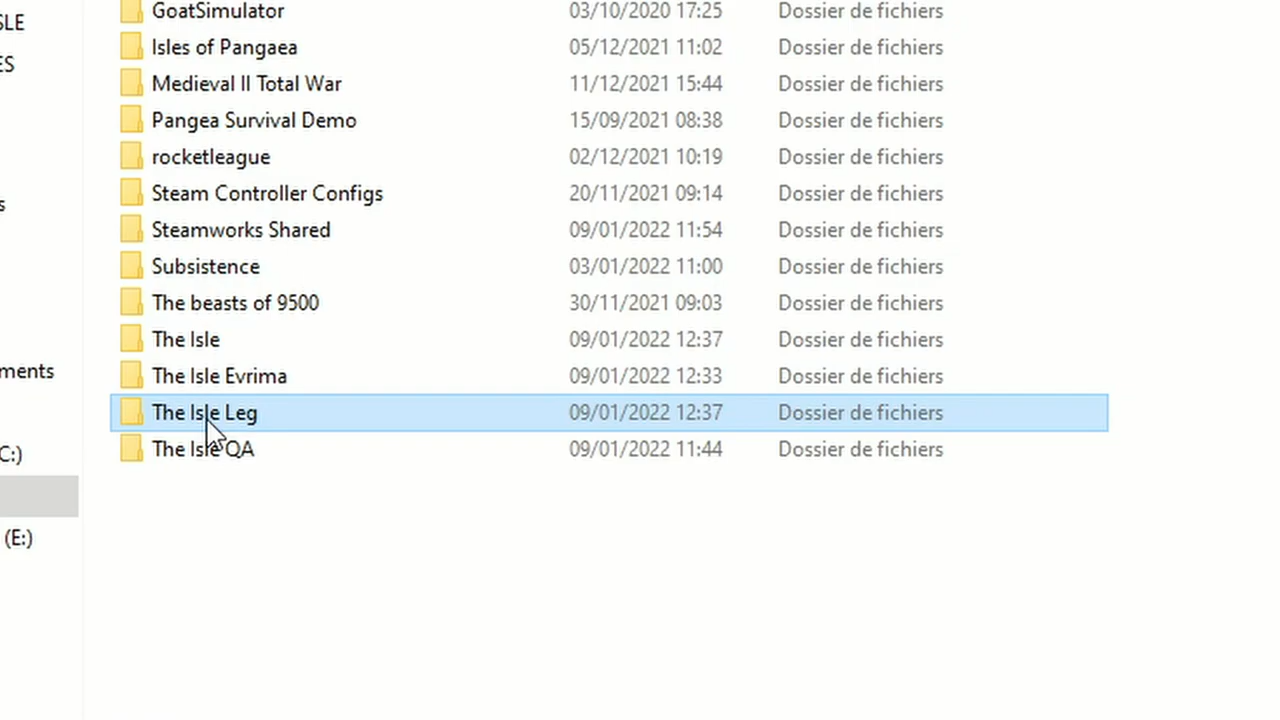 SLE
ES
s
ments
C:)
(E:)
GoatSimulator 03/10/2020 17:25 Dossier de fichiers
Isles of Pangaea 05/12/2021 11:02 Dossier de fichiers
Medieval II Total War 11/12/2021 15:44 Dossier de fichiers
Pangea Survival Demo 15/09/2021 08:38 Dossier de fichiers
rocketleague 02/12/2021 10:19 Dossier de fichiers
Steam Controller Configs 20/11/2021 09:14 Dossier de fichiers
Steamworks Shared 09/01/2022 11:54 Dossier de fichiers
Subsistence 03/01/2022 11:00 Dossier de fichiers
The beasts of 9500 30/11/2021 09:03 Dossier de fichiers
The Isle 09/01/2022 12:37 Dossier de fichiers
The Isle Evrima 09/01/2022 12:33 Dossier de fichiers
The Isle Leg 09/01/2022 12:37 Dossier de fichiers
The Isle QA 09/01/2022 11:44 Dossier de fichiers